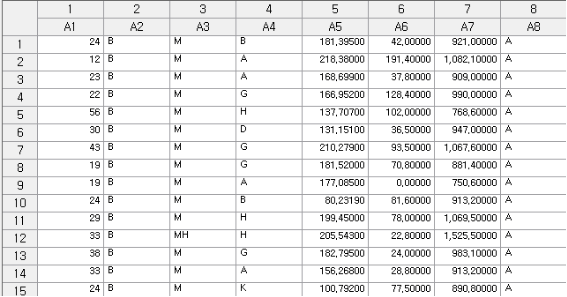 1 2 3 4 5 6 7 8
A1 A2 A3 A4 A5 A6 A7 A8
1 24 B M B 181,39500 42,00000 921,00000 A
2 12 B M A 218,38000 191,40000 1,082,10000 A
3 23 B M A 168,69900 37,80000 909,00000 A
4 22 B M G 166,95200 128,40000 990,00000 A
5 56 B M H 137,70700 102,00000 768,60000 A
6 30 B M D 131,15100 36,50000 947,00000 A
7 43 B M G 210,27900 93,50000 1,067,60000 A
8 19 B M G 181,52000 70,80000 881,40000 A
9 19 B M A 177,08500 0,00000 750,60000 A
10 24 B M B 80,23190 81,60000 913,20000 A
11 29 B M H 199,45000 78,00000 1,069,50000 A
12 33 B MH H 205,54300 22,80000 1,525,50000 A
13 38 B M G 182,79500 24,00000 983,10000 A
14 33 B M A 156,26800 28,80000 913,20000 A
15 24 B M K 100,79200 77,50000 890,80000 A